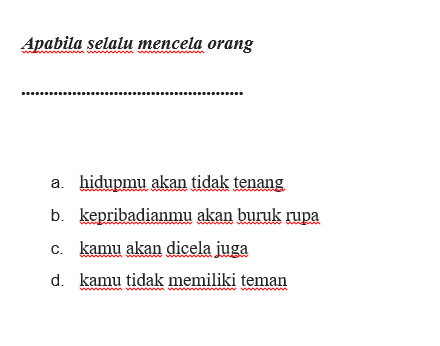 Apabila selalu mencela orang
................................................
a. hidupmu akan tidak tenang
b. kepribadianmu akan buruk rupa
c. kamu akan dicela juga
d. kamu tidak memiliki teman